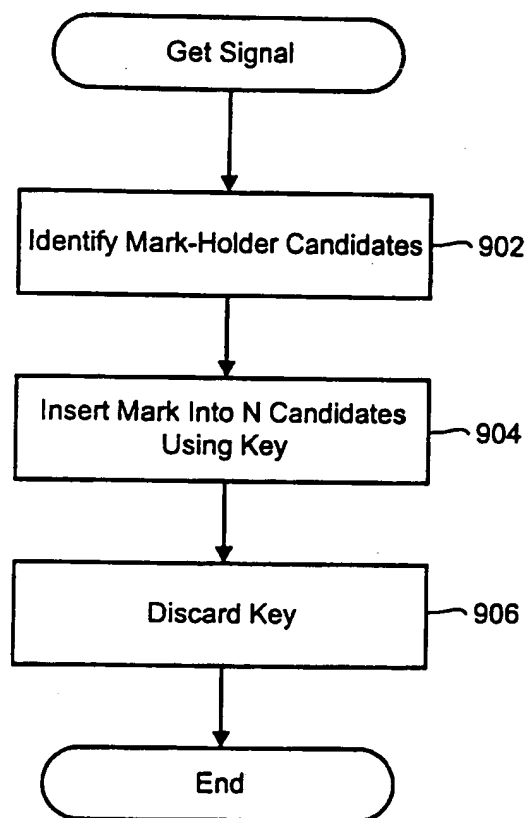 Get Signal
Identify Mark-Holder Candidates
902
Insert Mark Into N Candidates
Using Key
904
Discard Key
906
End